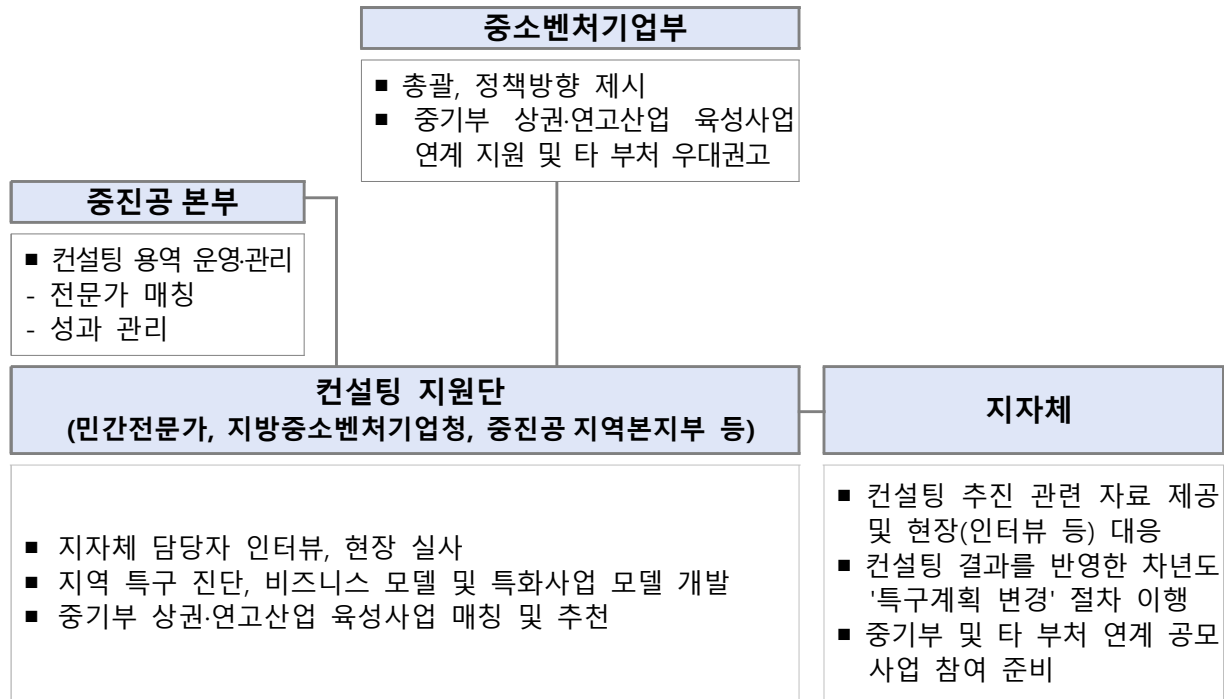 중소벤처기업부
■ 총괄, 정책방향 제시
■ 중기부 상권·연고산업 육성사업
연계 지원 및 타 부처 우대권고
중진공 본부
■ 컨설팅 용역 운영·관리
- 전문가 매칭
- 성과 관리
컨설팅 지원단
(민간전문가, 지방중소벤처기업청, 중진공 지역본지부 등)
■ 지자체 담당자 인터뷰, 현장 실사
■ 지역 특구 진단, 비즈니스 모델 및 특화사업 모델 개발
■ 중기부 상권·연고산업 육성사업 매칭 및 추천
지자체
■ 컨설팅 추진 관련 자료 제공
및 현장(인터뷰 등) 대응
■ 컨설팅 결과를 반영한 차년도
'특구계획 변경' 절차 이행
■ 중기부 및 타 부처 연계 공모
사업 참여 준비